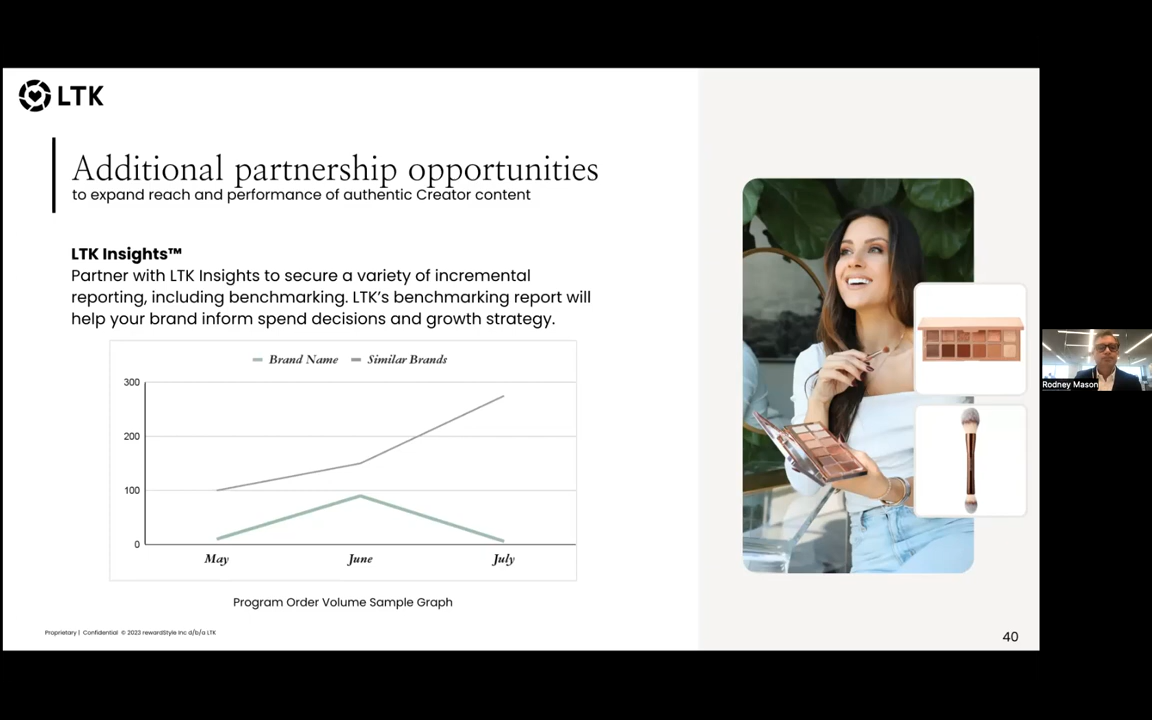 LTK
Additional partnership opportunities
to expand reach and performance of authentic Creator content
LTK Insights™
Partner with LTK Insights to secure a variety of incremental
reporting, including benchmarking. LTK's benchmarking report will
help your brand inform spend decisions and growth strategy.
Brand Name Similar Brands
300
200
100
0
May June July
Program Order Volume Sample Graph
Proprietary | Confidential © 2023 rewardStyle Inc d/b/a LTK
40
Rodney Mason